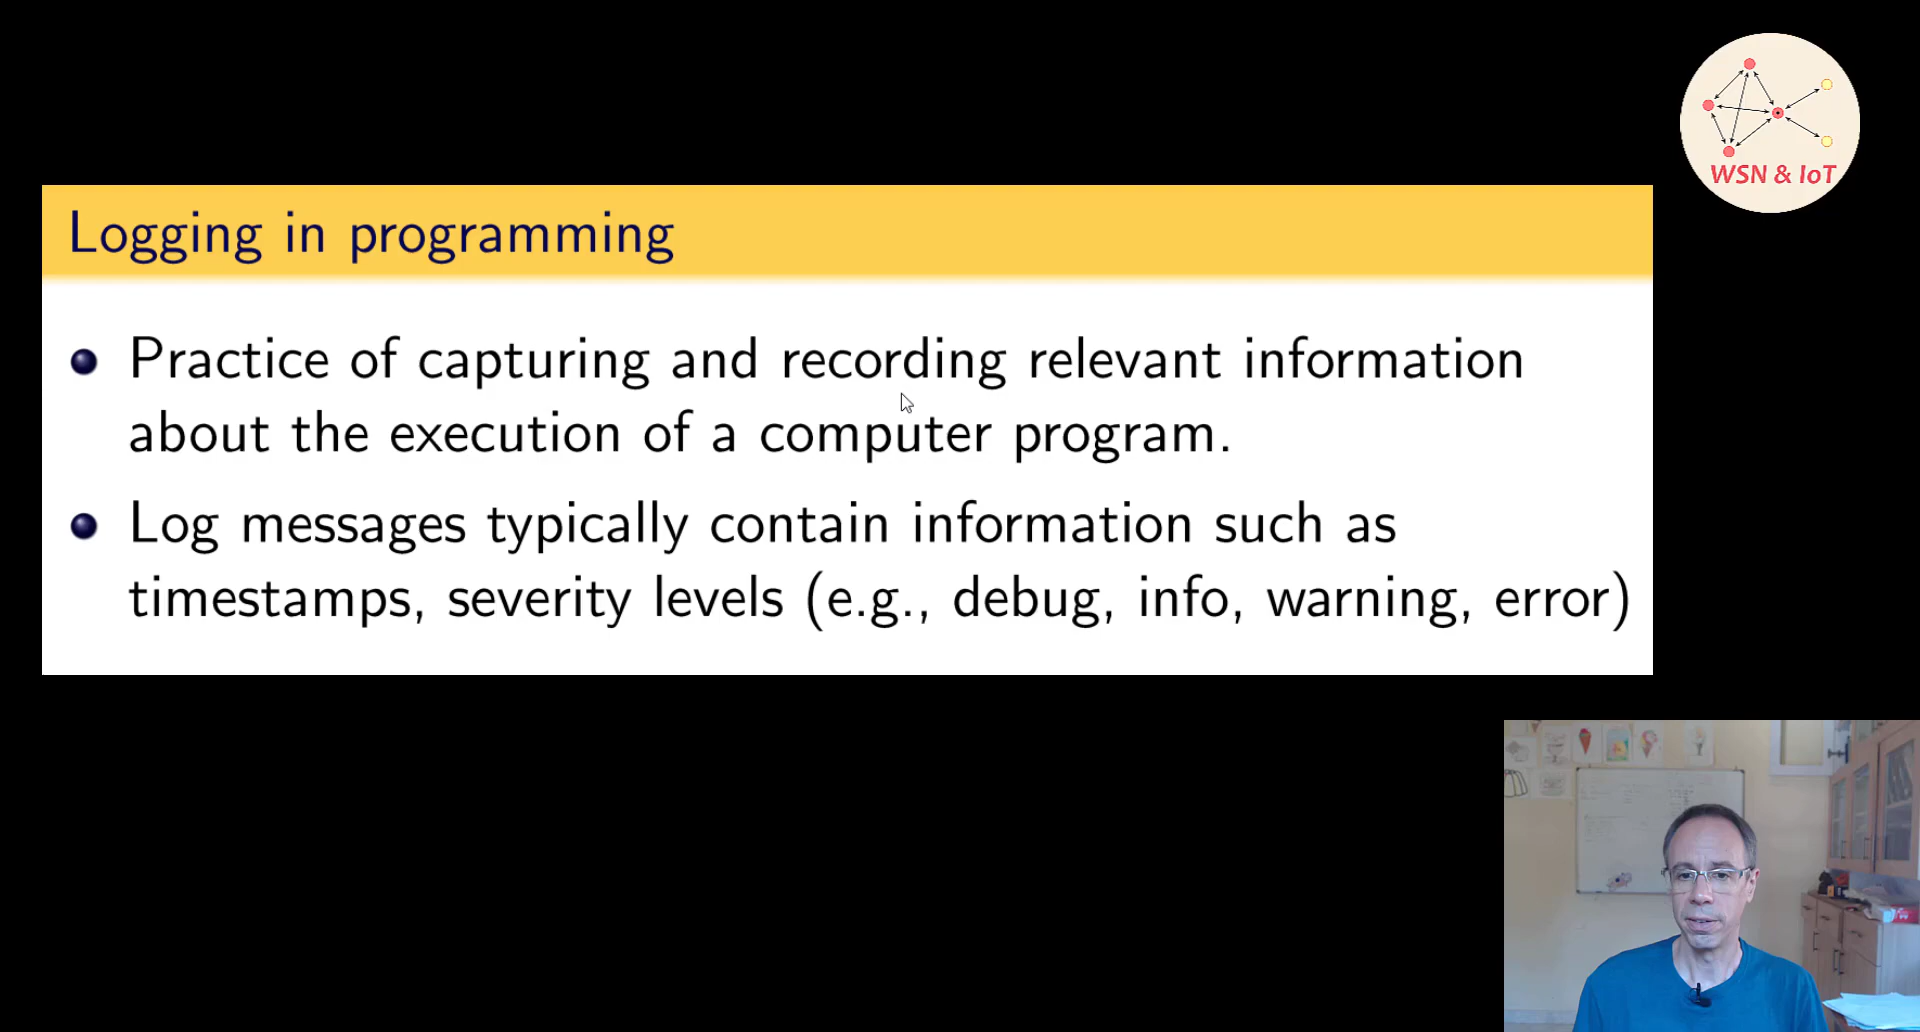 WSN & IoT
Logging in programming
Practice of capturing and recording relevant information
about the execution of a computer program.
Log messages typically contain information such as
timestamps, severity levels (e.g., debug, info, warning, error)